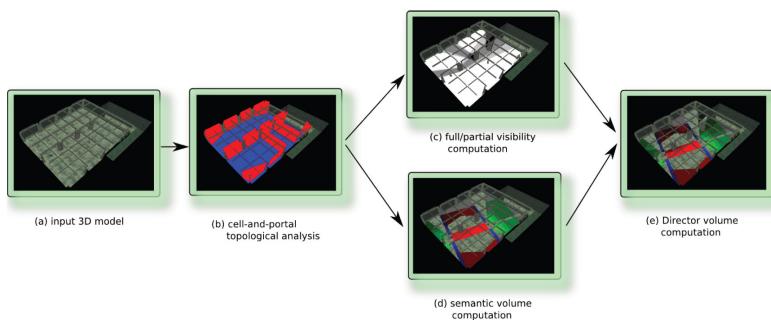 (a) input 3D model
(b) cell-and-portal
topological analysis
(c) full/partial visibility
computation
(d) semantic volume
computation
(e) Director volume
computation